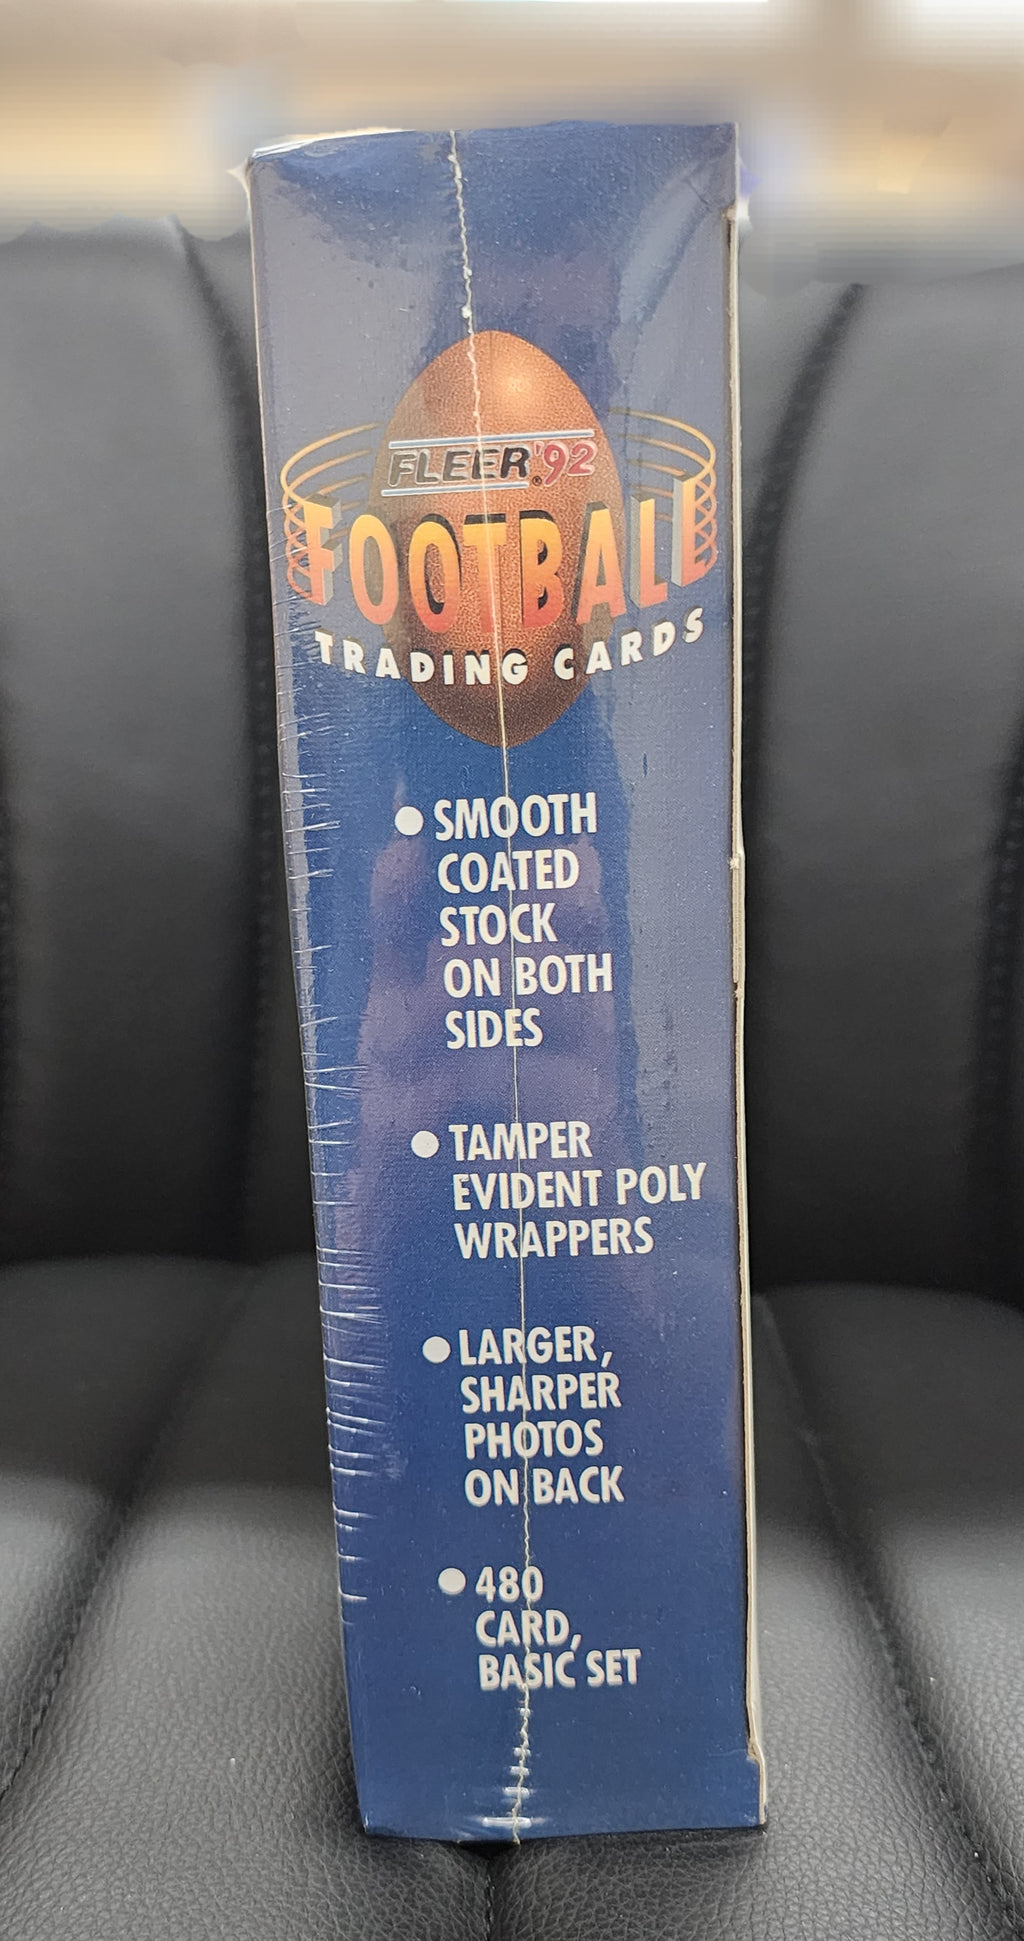 FLEER® '92
FOOTBALL
TRADING CARDS
● SMOOTH
COATED
STOCK
ON BOTH
SIDES
● TAMPER
EVIDENT POLY
WRAPPERS
● LARGER,
SHARPER
PHOTOS
ON BACK
● 480
CARD,
BASIC SET